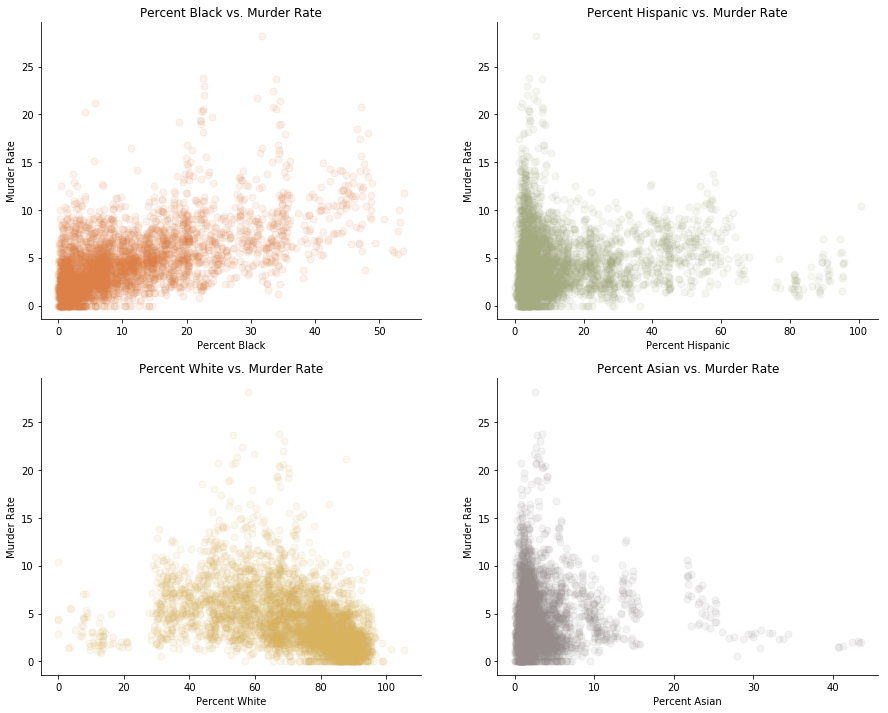 Percent Black vs. Murder Rate
Murder Rate
25
20
15
10
5
0
0 10 20 30 40 50
Percent Black
Percent Hispanic vs. Murder Rate
Murder Rate
25
20
15
10
5
0
0 20 40 60 80 100
Percent Hispanic
Percent White vs. Murder Rate
Murder Rate
25
20
15
10
5
0
0 20 40 60 80 100
Percent White
Percent Asian vs. Murder Rate
Murder Rate
25
20
15
10
5
0
0 10 20 30 40
Percent Asian